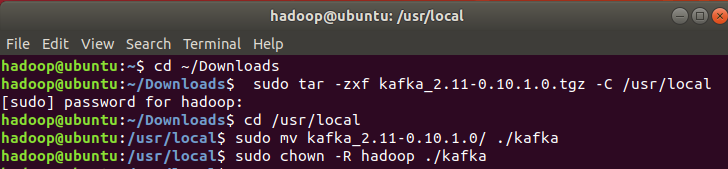 hadoop@ubuntu: /usr/local
File Edit View Search Terminal Help
hadoop@ubuntu:~$ cd ~/Downloads
hadoop@ubuntu:~/Downloads$  sudo tar -zxf kafka_2.11-0.10.1.0.tgz -C /usr/local
[sudo] password for hadoop:
hadoop@ubuntu:~/Downloads$ cd /usr/local
hadoop@ubuntu:/usr/local$ sudo mv kafka_2.11-0.10.1.0/ ./kafka
hadoop@ubuntu:/usr/local$ sudo chown -R hadoop ./kafka